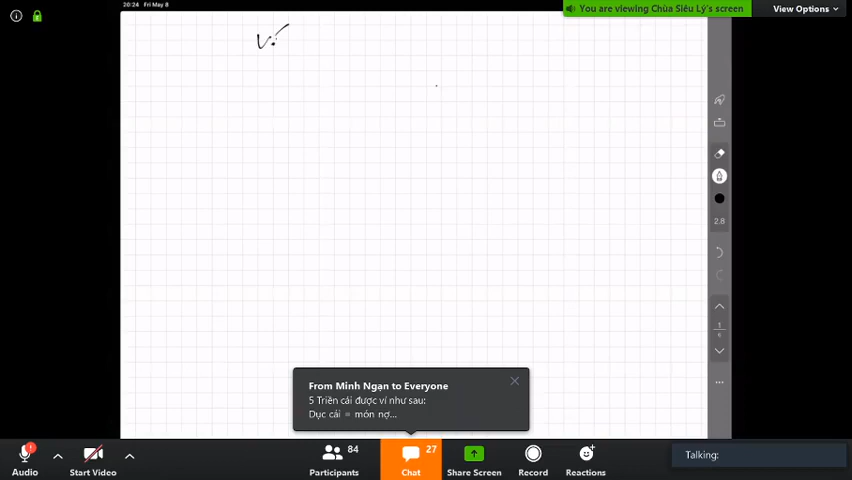 20:24 Fri May 8
You are viewing Chùa Siêu Lý's screen
View Options
2.8
1
6
From Minh Ngạn to Everyone
5 Triền cái được ví như sau:
Dục cái = món nợ...
84
27
Audio
Start Video
Participants
Chat
Share Screen
Record
Reactions
Talking: